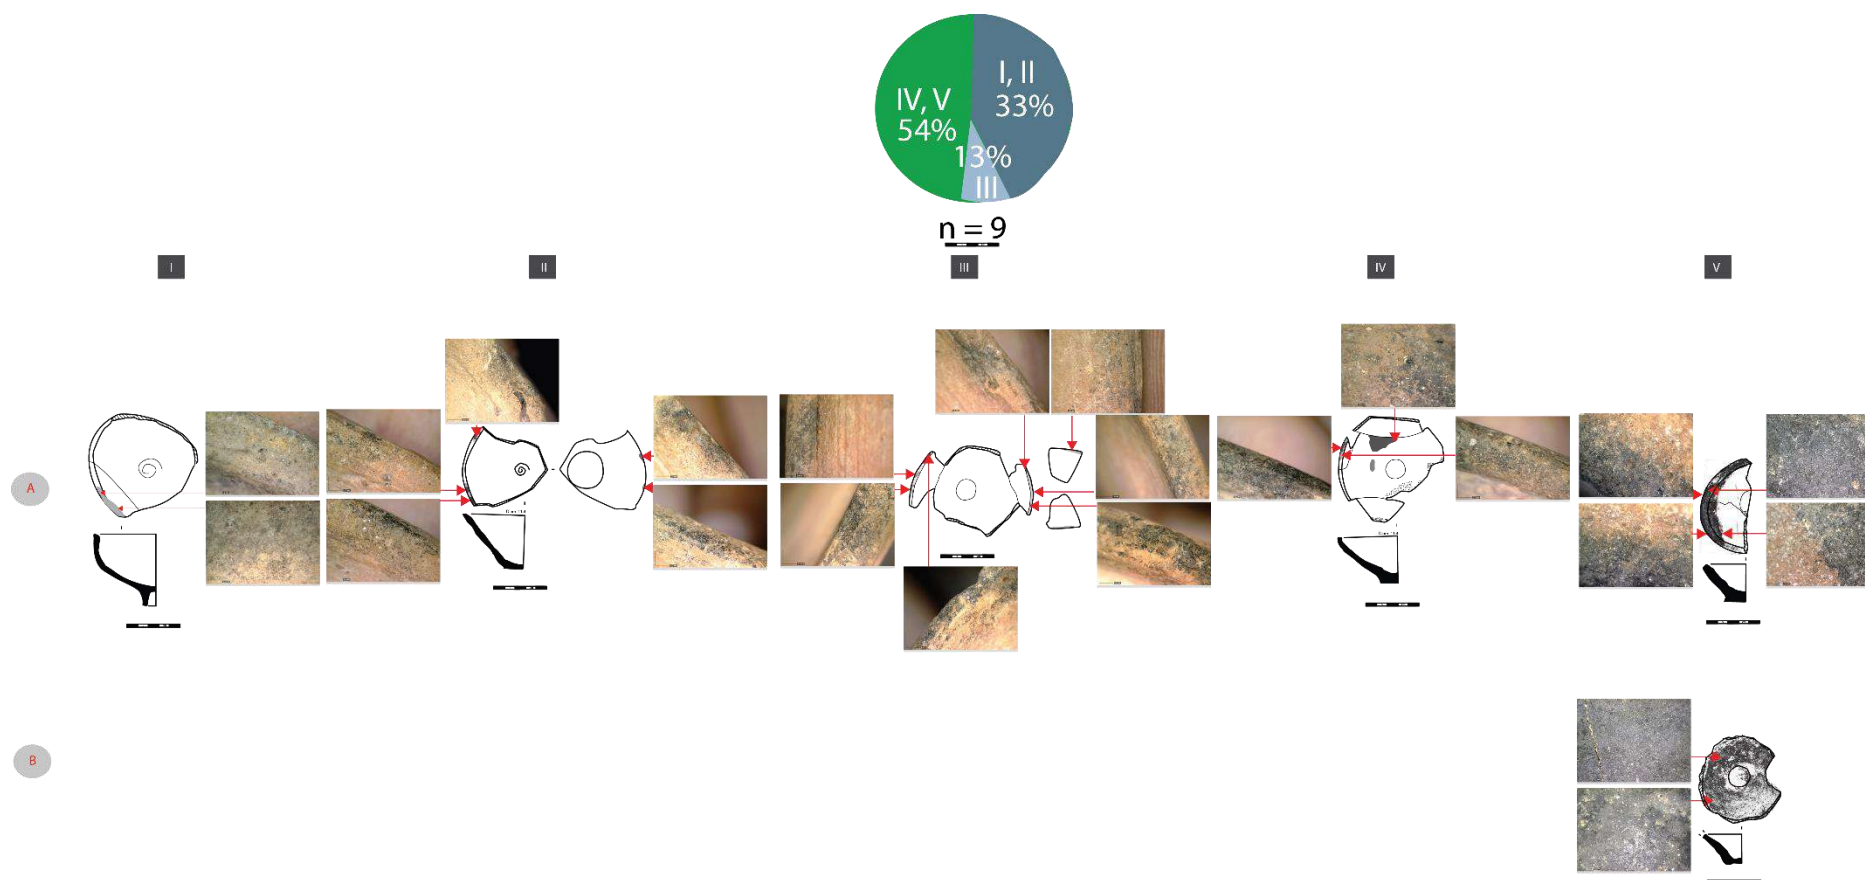 I, II
33%
IV, V
54%
13%
III
n = 9
I
II
III
IV
V
A
B